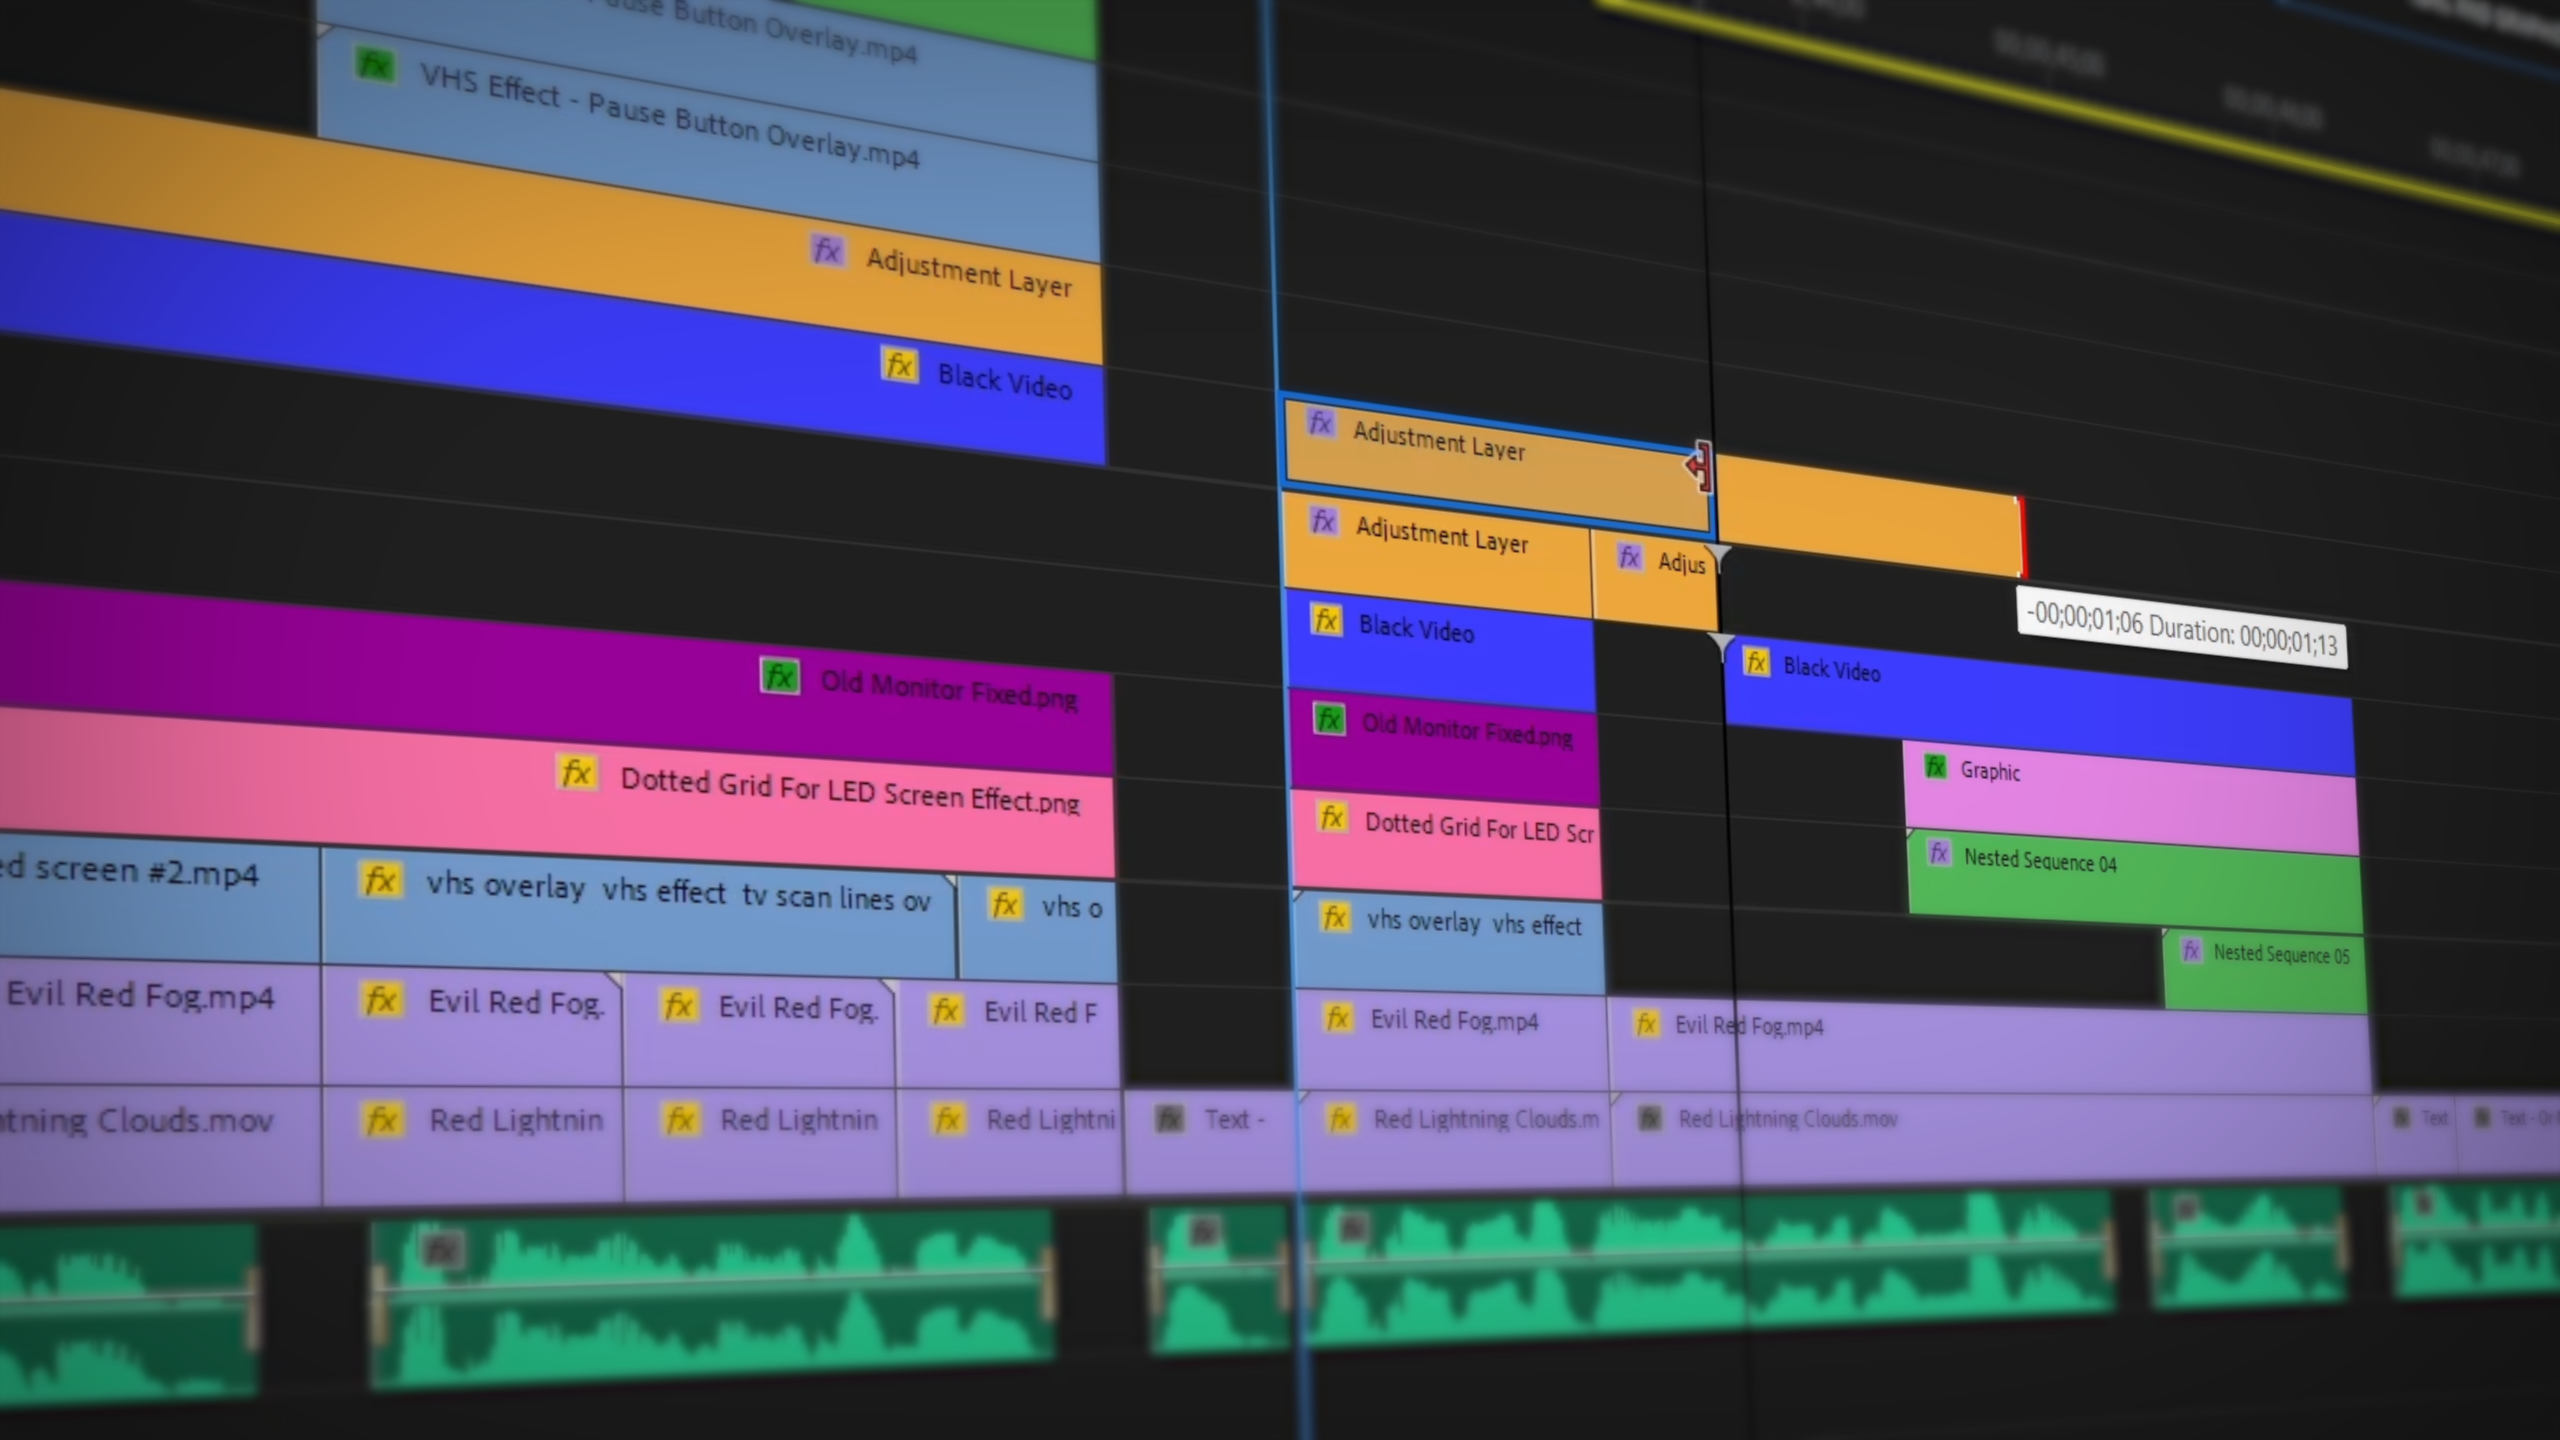 Pause Button Overlay.mp4
fx VHS Effect - Pause Button Overlay.mp4
fx Adjustment Layer
fx Black Video
fx Old Monitor Fixed.png
fx Dotted Grid For LED Screen Effect.png
ed screen #2.mp4
fx vhs overlay vhs effect tv scan lines ov
fx vhs o
Evil Red Fog.mp4
fx Evil Red Fog.
fx Evil Red Fog.
fx Evil Red F
htning Clouds.mov
fx Red Lightnin
fx Red Lightnin
fx Red Lightni
fx Text -
fx
fx
fx Adjustment Layer
fx Adjustment Layer
fx Adjus
-00;00;01;06 Duration: 00;00;01;13
fx Black Video
fx Black Video
fx Old Monitor Fixed.png
fx Graphic
fx Dotted Grid For LED Scr
fx Nested Sequence 04
fx vhs overlay vhs effect
fx Nested Sequence 05
fx Evil Red Fog.mp4
fx Evil Red Fog.mp4
fx Red Lightning Clouds.m
fx Red Lightning Clouds.mov
fx Text
fx Text -
fx